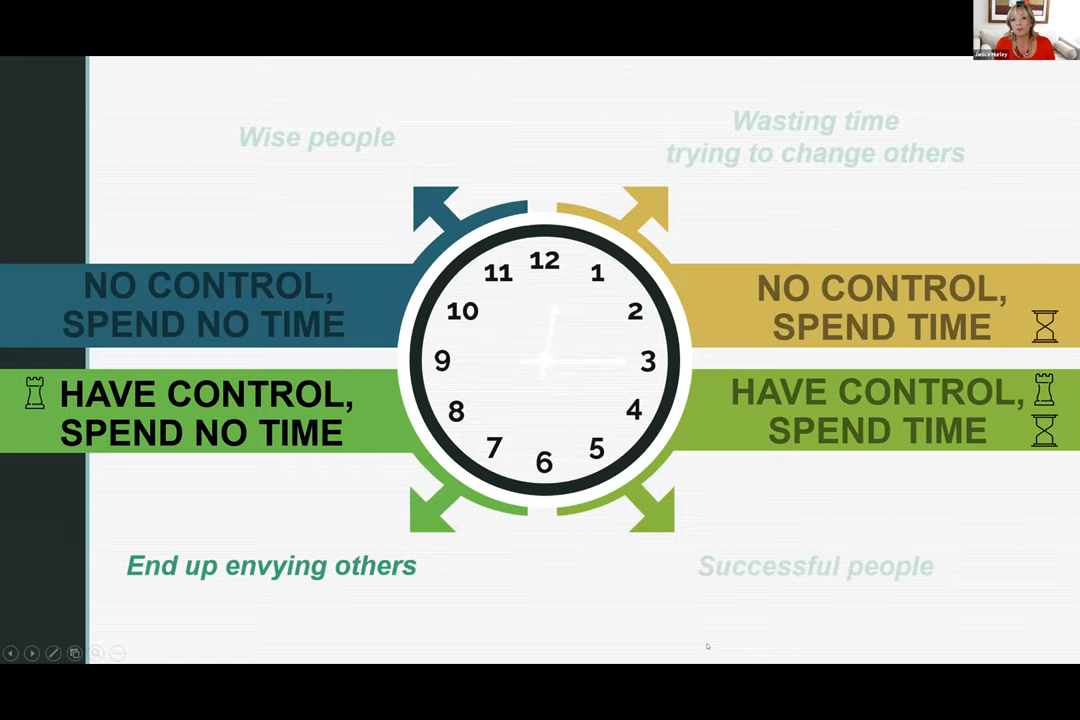 Janice Hurley
Wise people
Wasting time
trying to change others
NO CONTROL,
SPEND NO TIME
NO CONTROL,
SPEND TIME
HAVE CONTROL,
SPEND NO TIME
HAVE CONTROL,
SPEND TIME
12
11
1
10
2
9
3
8
4
7
5
6
End up envying others
Successful people